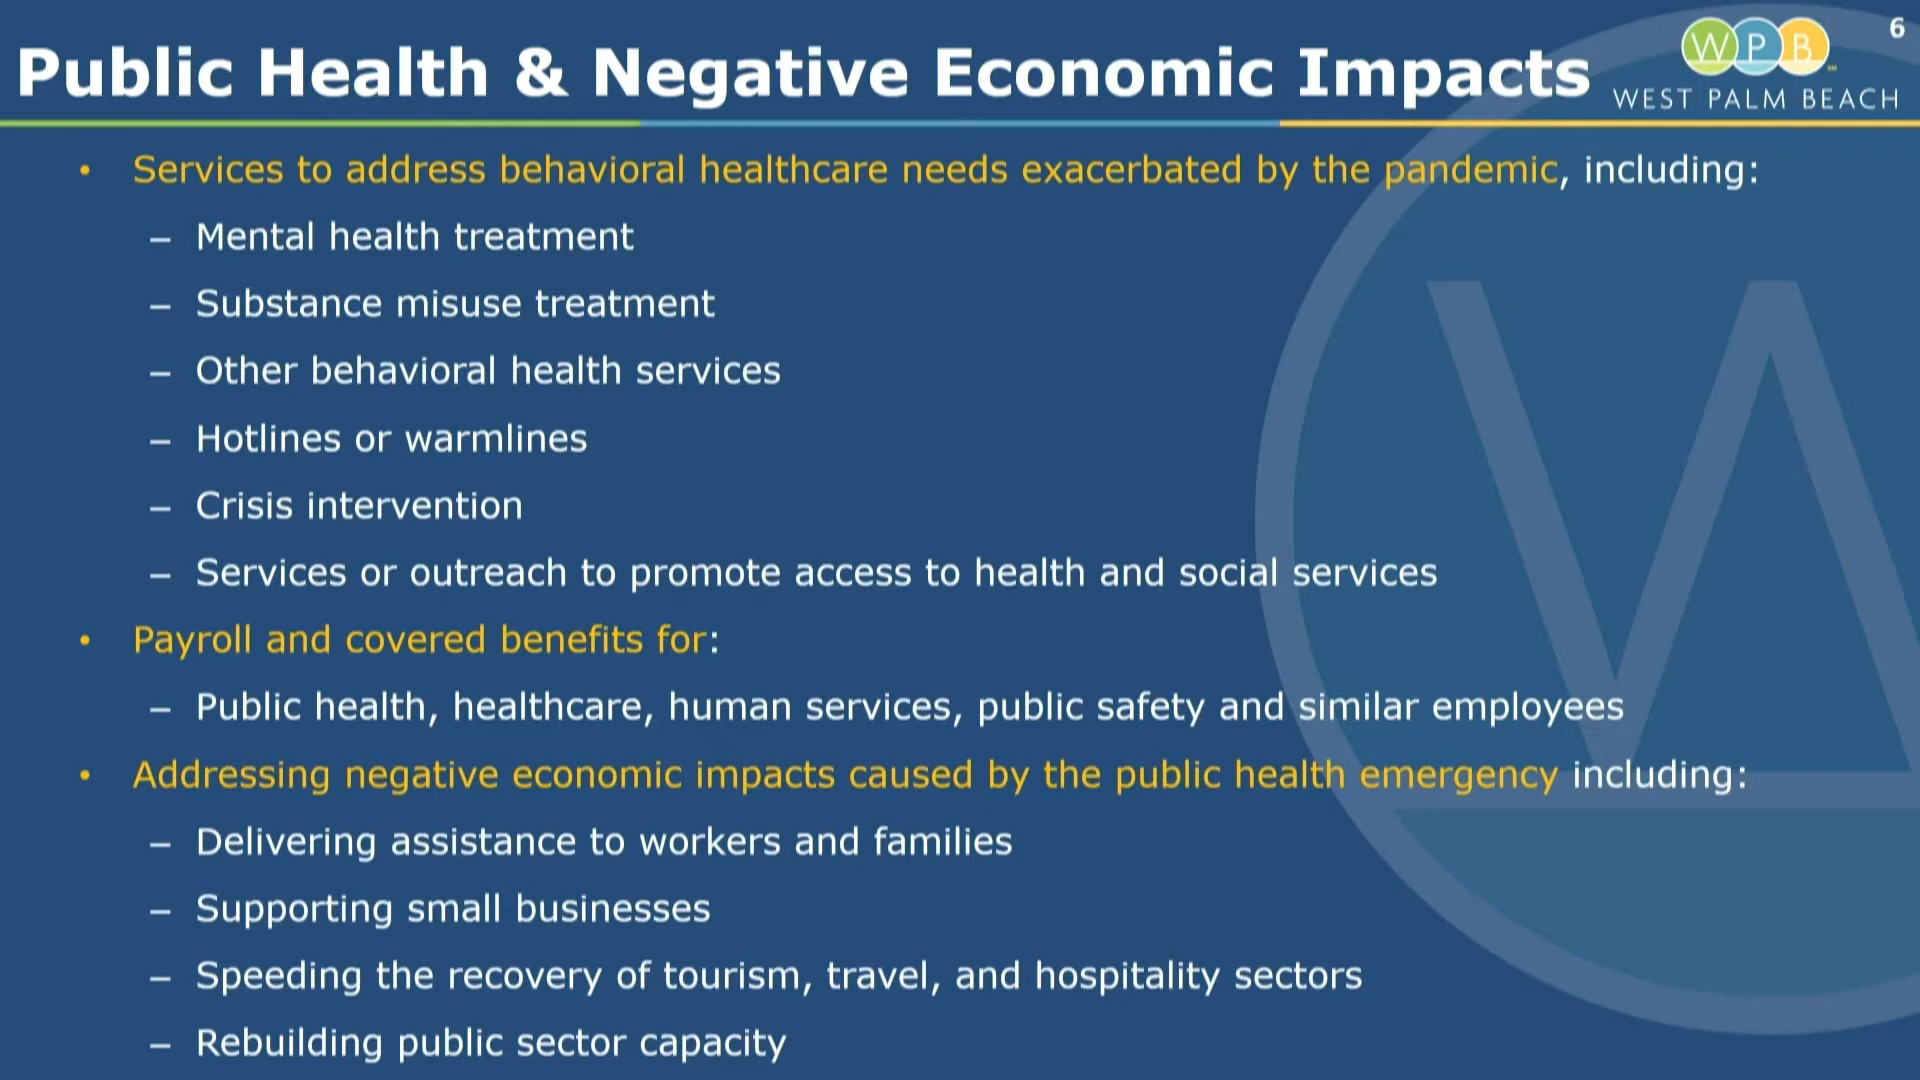 6
Public Health & Negative Economic Impacts
WPB
WEST PALM BEACH
• Services to address behavioral healthcare needs exacerbated by the pandemic, including:
– Mental health treatment
– Substance misuse treatment
– Other behavioral health services
– Hotlines or warmlines
– Crisis intervention
– Services or outreach to promote access to health and social services
• Payroll and covered benefits for:
– Public health, healthcare, human services, public safety and similar employees
• Addressing negative economic impacts caused by the public health emergency including:
– Delivering assistance to workers and families
– Supporting small businesses
– Speeding the recovery of tourism, travel, and hospitality sectors
– Rebuilding public sector capacity